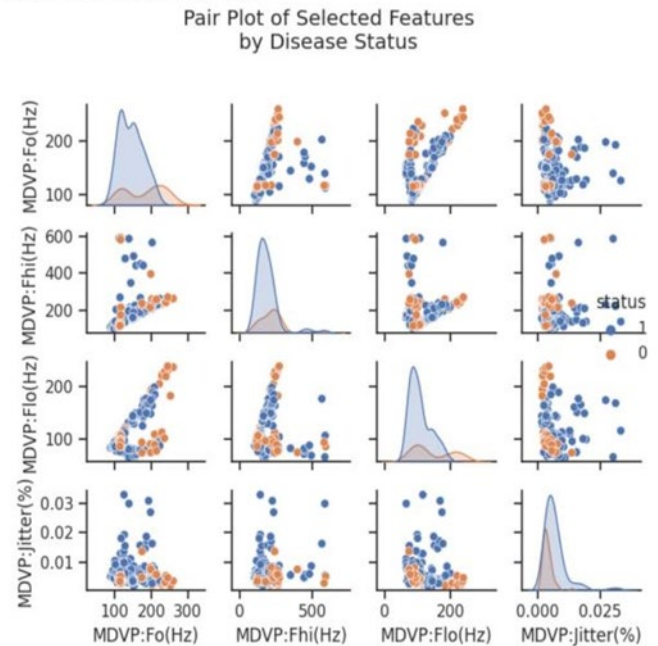 Pair Plot of Selected Features
by Disease Status
MDVP:Fo(Hz)
200
100
MDVP:Fhi(Hz)
600
400
200
status
1
0
MDVP:Flo(Hz)
200
100
MDVP:Jitter(%)
0.03
0.02
0.01
100 200 300 0 500 0 200 0.000 0.025
MDVP:Fo(Hz) MDVP:Fhi(Hz) MDVP:Flo(Hz) MDVP:Jitter(%)